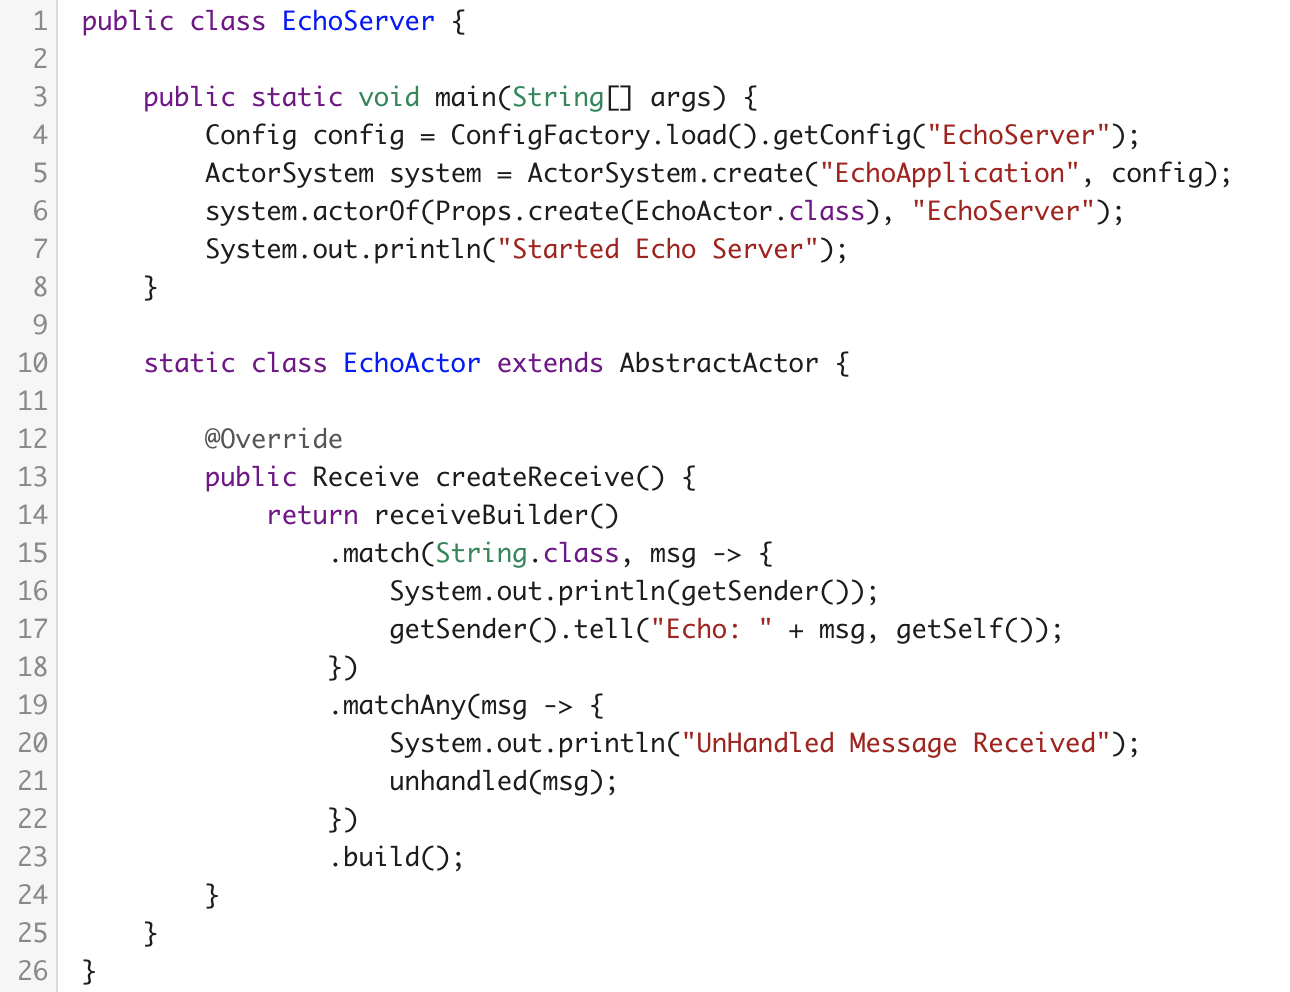 1 public class EchoServer {
2
3     public static void main(String[] args) {
4         Config config = ConfigFactory.load().getConfig("EchoServer");
5         ActorSystem system = ActorSystem.create("EchoApplication", config);
6         system.actorOf(Props.create(EchoActor.class), "EchoServer");
7         System.out.println("Started Echo Server");
8     }
9
10     static class EchoActor extends AbstractActor {
11
12         @Override
13         public Receive createReceive() {
14             return receiveBuilder()
15                 .match(String.class, msg -> {
16                     System.out.println(getSender());
17                     getSender().tell("Echo: " + msg, getSelf());
18                 })
19                 .matchAny(msg -> {
20                     System.out.println("UnHandled Message Received");
21                     unhandled(msg);
22                 })
23                 .build();
24         }
25     }
26 }